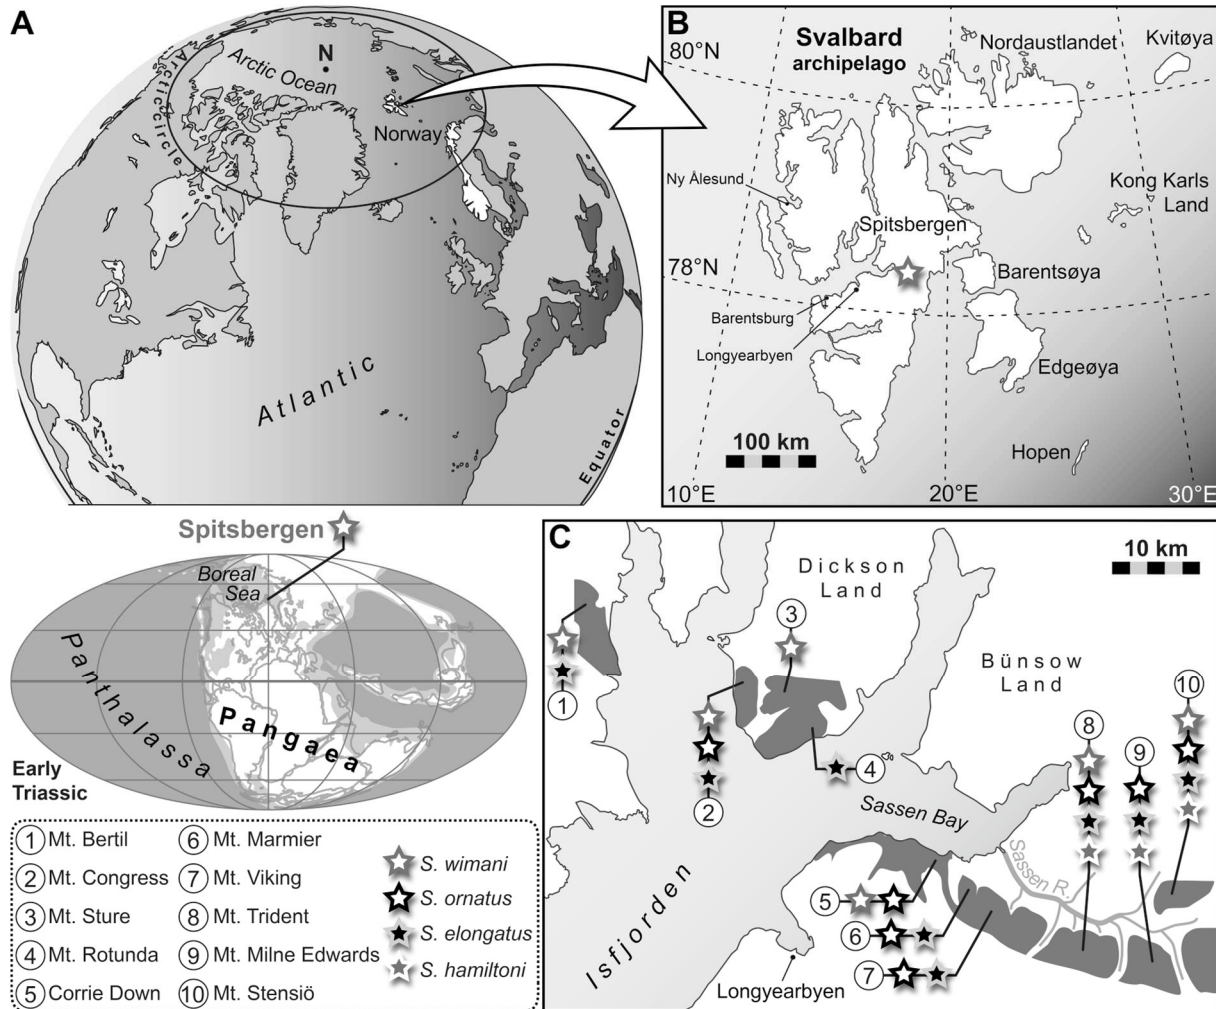 A
N
Arctic Ocean
Arctic circle
Norway
Atlantic
Equator
B
Svalbard
archipelago
80°N
78°N
Nordaustlandet
Kvitøya
Ny Ålesund
Kong Karls
Land
Spitsbergen
Barentsøya
Barentsburg
Longyearbyen
Edgeøya
Hopen
100 km
10°E
20°E
30°E
Spitsbergen
Boreal
Sea
Panthalassa
Pangaea
Early
Triassic
1 Mt. Bertil
2 Mt. Congress
3 Mt. Sture
4 Mt. Rotunda
5 Corrie Down
6 Mt. Marmier
7 Mt. Viking
8 Mt. Trident
9 Mt. Milne Edwards
10 Mt. Stensiö
S. wimani
S. ornatus
S. elongatus
S. hamiltoni
C
10 km
Dickson
Land
Bünsow
Land
1
2
3
4
Sassen Bay
Sassen R.
Isfjorden
5
6
7
8
9
10
Longyearbyen